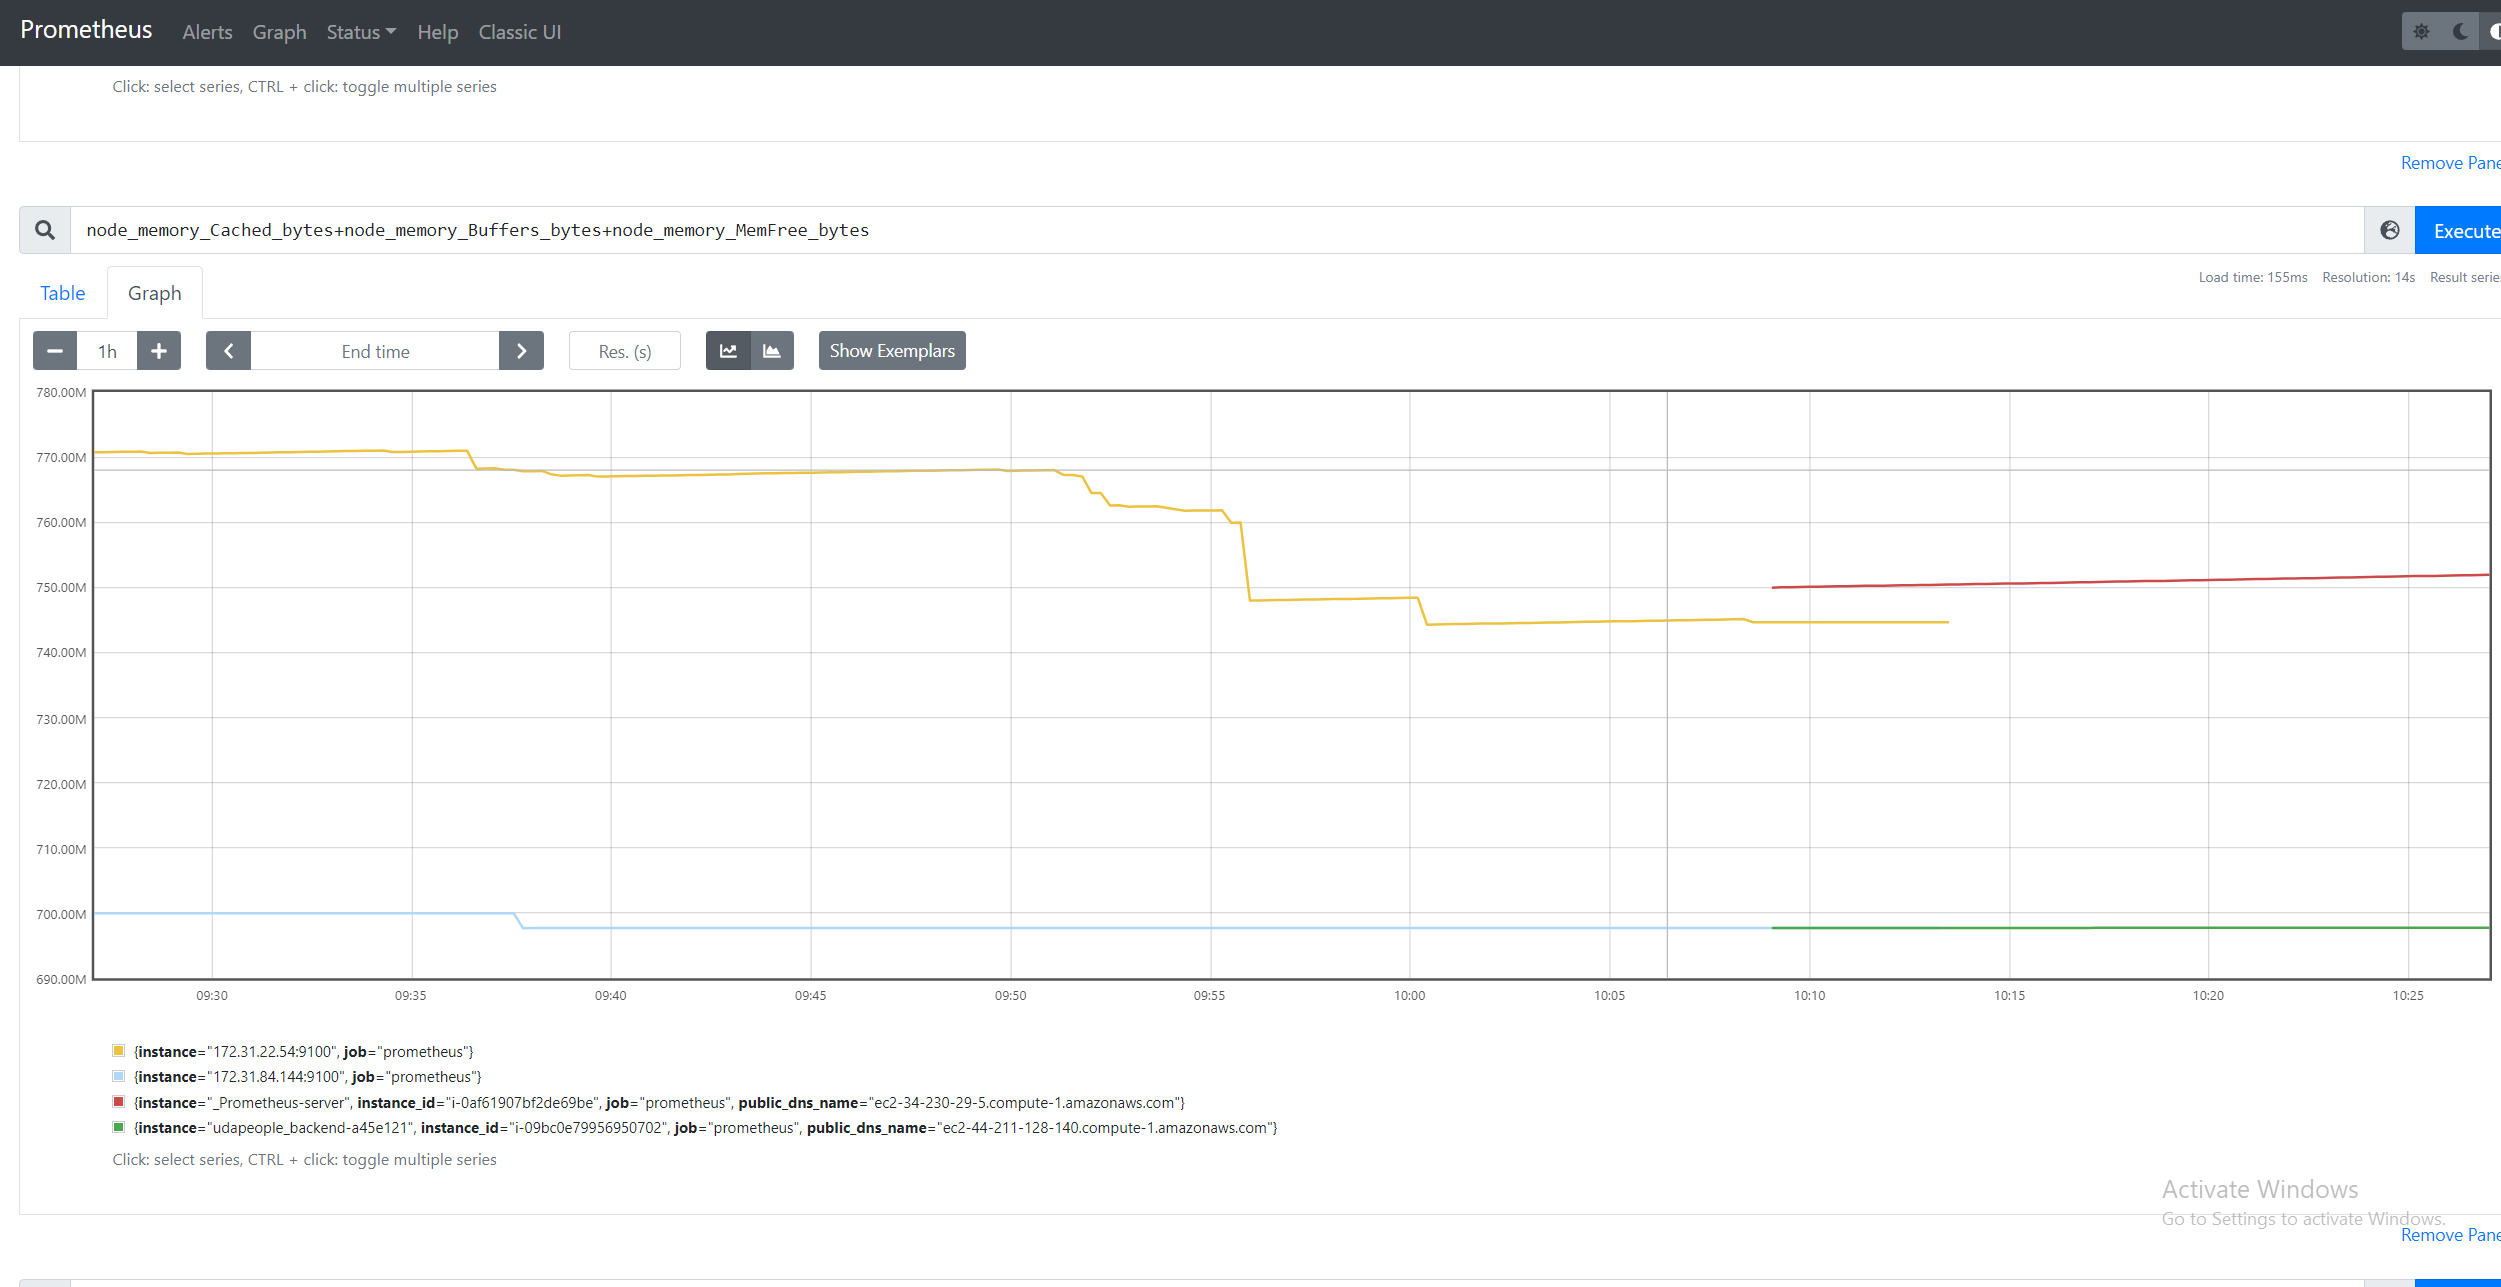 Prometheus Alerts Graph Status Help Classic UI
Click: select series, CTRL + click: toggle multiple series
Remove Pane
node_memory_Cached_bytes+node_memory_Buffers_bytes+node_memory_MemFree_bytes
Execute
Table Graph
Load time: 155ms Resolution: 14s Result serie
1h End time Res. (s) Show Exemplars
780.00M
770.00M
760.00M
750.00M
740.00M
730.00M
720.00M
710.00M
700.00M
690.00M
09:30 09:35 09:40 09:45 09:50 09:55 10:00 10:05 10:10 10:15 10:20 10:25
{instance="172.31.22.54:9100", job="prometheus"}
{instance="172.31.84.144:9100", job="prometheus"}
{instance="_Prometheus-server", instance_id="i-0af61907bf2de69be", job="prometheus", public_dns_name="ec2-34-230-29-5.compute-1.amazonaws.com"}
{instance="udapeople_backend-a45e121", instance_id="i-09bc0e79956950702", job="prometheus", public_dns_name="ec2-44-211-128-140.compute-1.amazonaws.com"}
Click: select series, CTRL + click: toggle multiple series
Activate Windows
Go to Settings to activate Windows.
Remove Pane